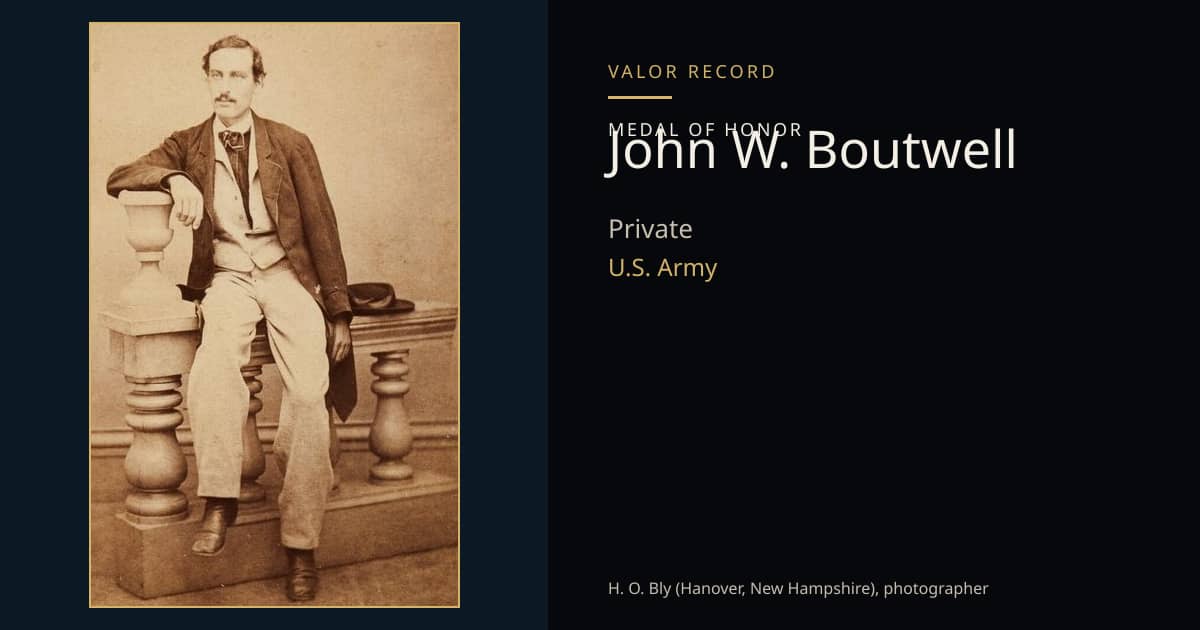 VALOR RECORD
MEDAL OF HONOR
John W. Boutwell
Private
U.S. Army
H. O. Bly (Hanover, New Hampshire), photographer